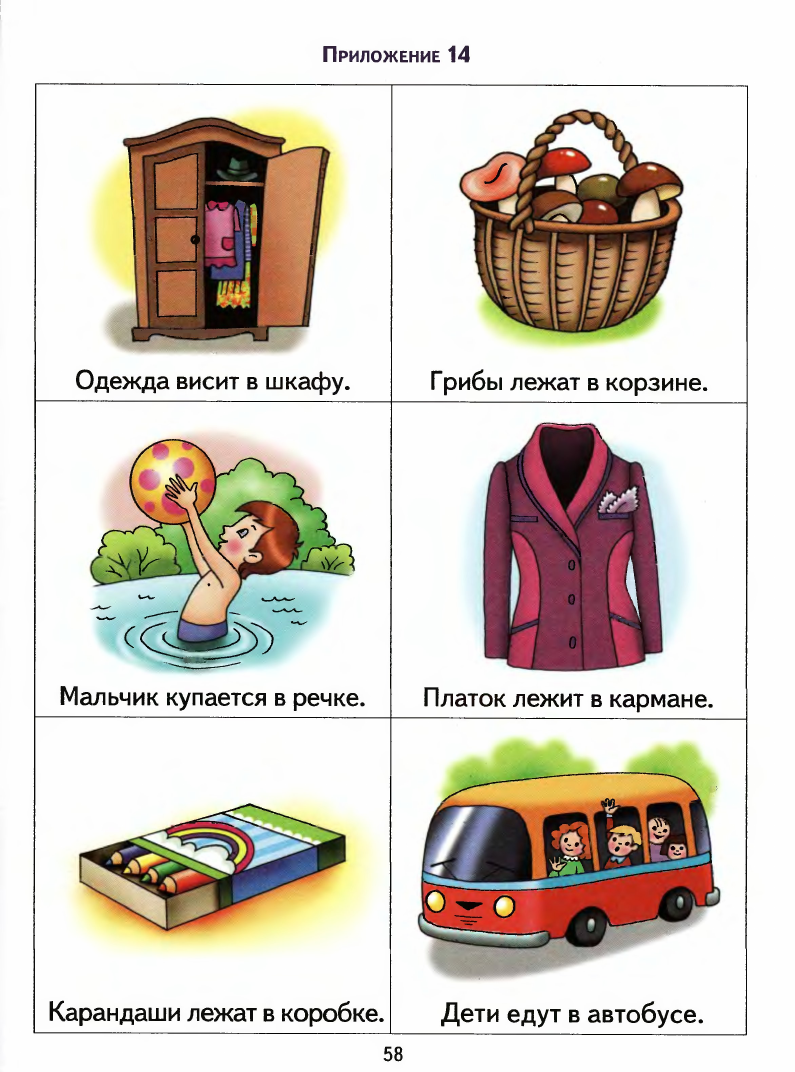 Приложение 14
Одежда висит в шкафу.
Грибы лежат в корзине.
Мальчик купается в речке.
Платок лежит в кармане.
Карандаши лежат в коробке.
Дети едут в автобусе.
58